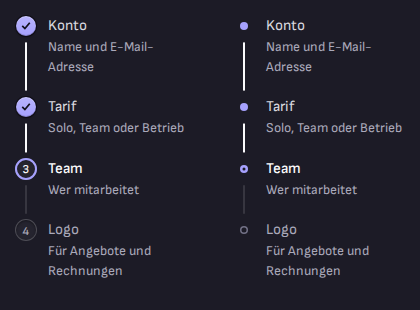 Konto
Name und E-Mail-
Adresse
Tarif
Solo, Team oder Betrieb
3
Team
Wer mitarbeitet
4
Logo
Für Angebote und
Rechnungen
Konto
Name und E-Mail-
Adresse
Tarif
Solo, Team oder Betrieb
Team
Wer mitarbeitet
Logo
Für Angebote und
Rechnungen